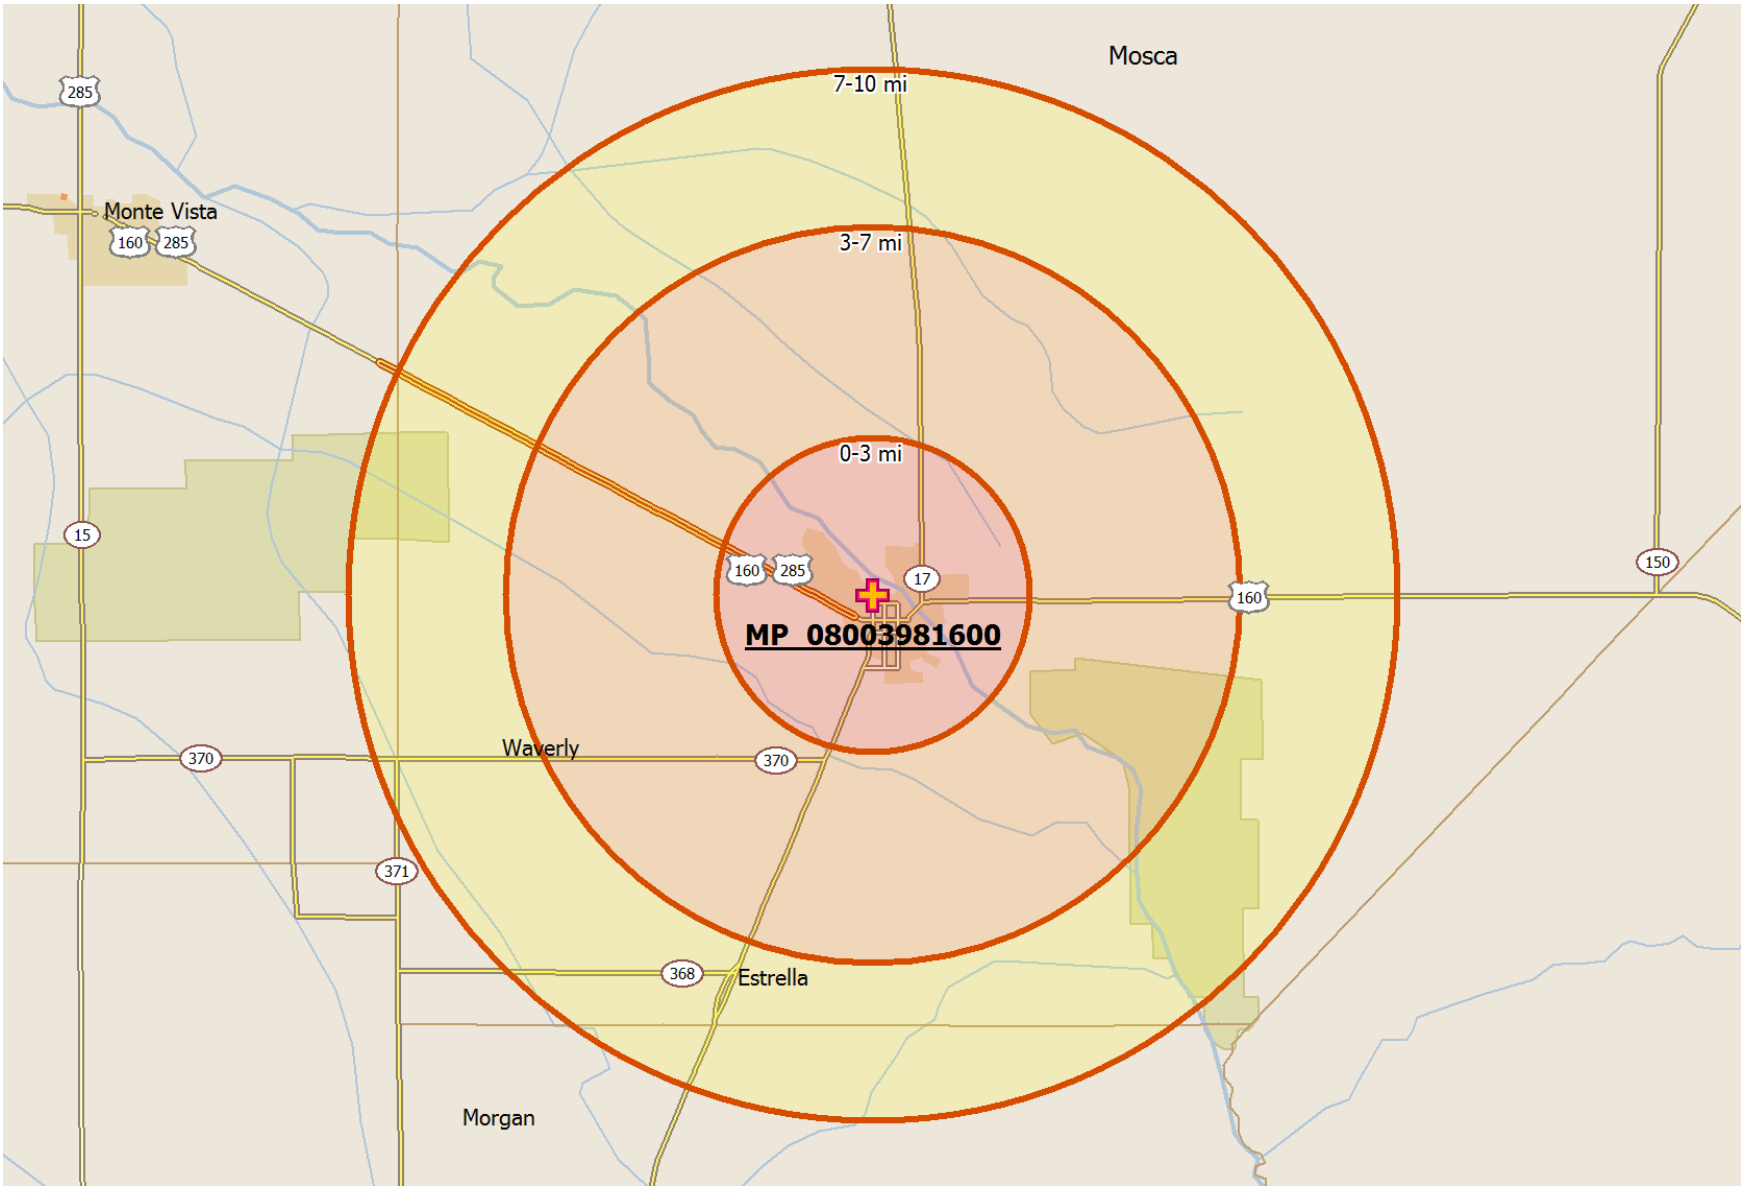 Mosca
7-10 mi
285
Monte Vista
160 285
3-7 mi
0-3 mi
15
160 285
17
150
160
MP 08003981600
Waverly
370
370
371
368
Estrella
Morgan